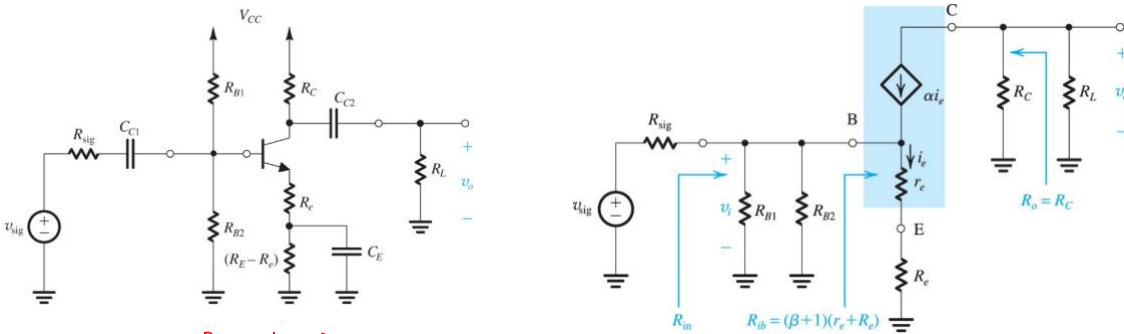 V_CC
R_B1
R_C
C_C2
R_sig
C_C1
R_L
+
v_o
−
R_e
v_sig
+
−
R_B2
(R_E − R_e)
C_E
C
αi_e
R_C
R_L
+
−
B
R_sig
i_e
r_e
+
v_i
−
R_B1
R_B2
R_o = R_C
v_sig
+
−
E
R_e
R_in
R_ib = (β+1)(r_e+R_e)